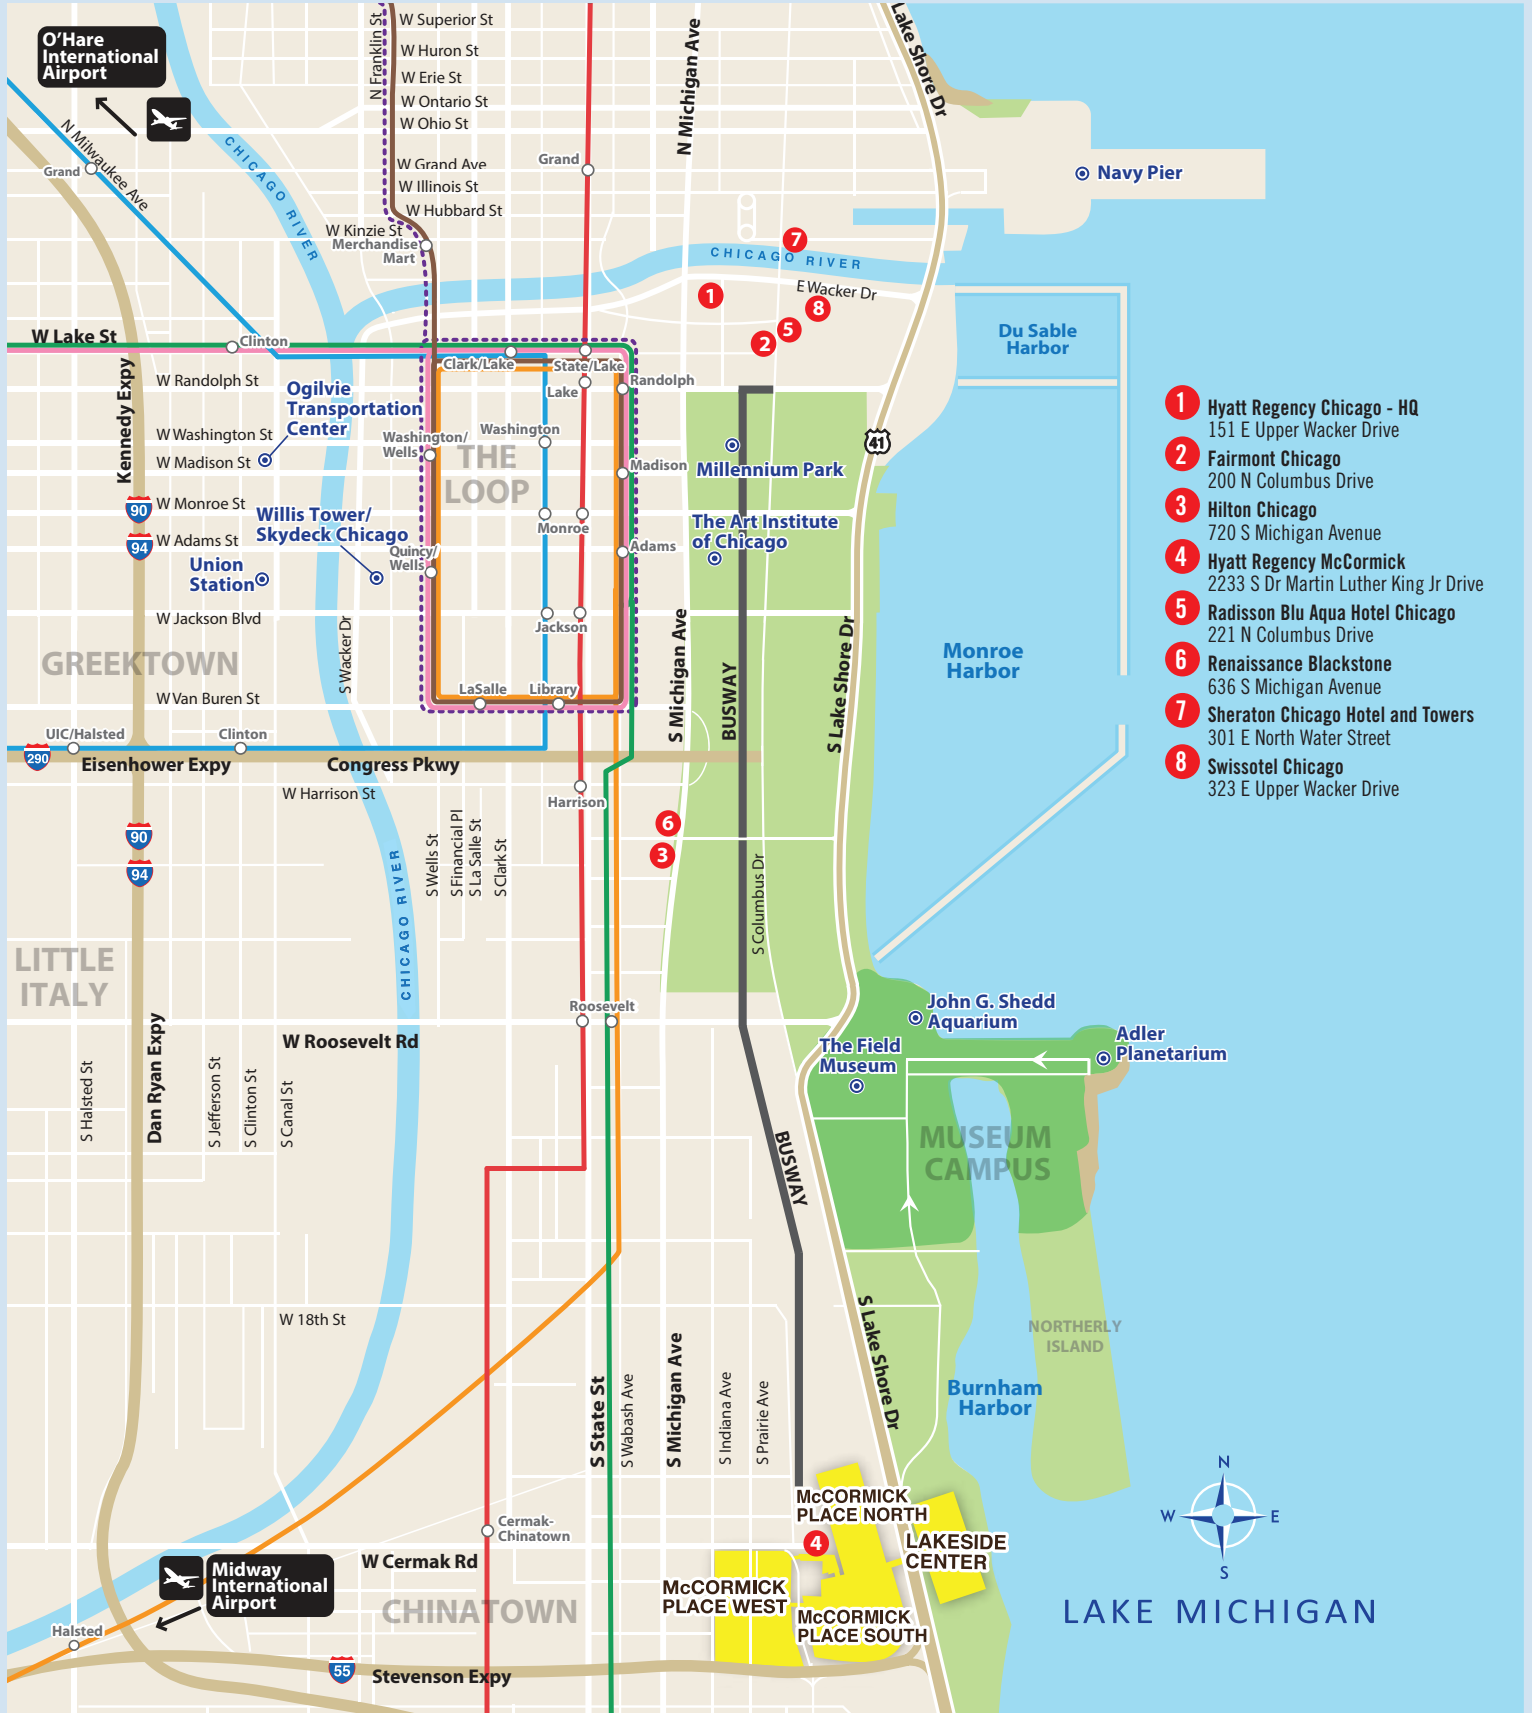 O'Hare
International
Airport
N Franklin St
W Superior St
W Huron St
W Erie St
W Ontario St
W Ohio St
W Grand Ave
W Illinois St
W Hubbard St
W Kinzie St
Merchandise
Mart
N Michigan Ave
Lake Shore Dr
N Milwaukee Ave
Grand
Grand
CHICAGO RIVER
Navy Pier
7
CHICAGO RIVER
E Wacker Dr
1
8
5
2
Du Sable
Harbor
W Lake St
Clinton
Clark/Lake
State/Lake
Lake
Randolph
Kennedy Expy
W Randolph St
Ogilvie
Transportation
Center
W Washington St
W Madison St
Washington/
Wells
Washington
THE
LOOP
Madison
Millennium Park
41
90
94
W Monroe St
Willis Tower/
Skydeck Chicago
W Adams St
Union
Station
Quincy/
Wells
Monroe
Adams
The Art Institute
of Chicago
W Jackson Blvd
Jackson
GREEKTOWN
S Wacker Dr
W Van Buren St
LaSalle
Library
S Michigan Ave
BUSWAY
S Lake Shore Dr
Monroe
Harbor
1
Hyatt Regency Chicago - HQ
151 E Upper Wacker Drive
2
Fairmont Chicago
200 N Columbus Drive
3
Hilton Chicago
720 S Michigan Avenue
4
Hyatt Regency McCormick
2233 S Dr Martin Luther King Jr Drive
5
Radisson Blu Aqua Hotel Chicago
221 N Columbus Drive
6
Renaissance Blackstone
636 S Michigan Avenue
7
Sheraton Chicago Hotel and Towers
301 E North Water Street
8
Swissotel Chicago
323 E Upper Wacker Drive
UIC/Halsted
Clinton
290
Eisenhower Expy
Congress Pkwy
W Harrison St
Harrison
90
94
6
3
CHICAGO RIVER
S Wells St
S Financial Pl
S La Salle St
S Clark St
S Columbus Dr
LITTLE
ITALY
Roosevelt
W Roosevelt Rd
John G. Shedd
Aquarium
The Field
Museum
Adler
Planetarium
S Halsted St
Dan Ryan Expy
S Jefferson St
S Clinton St
S Canal St
BUSWAY
MUSEUM
CAMPUS
W 18th St
S Lake Shore Dr
NORTHERLY
ISLAND
Burnham
Harbor
S State St
S Wabash Ave
S Michigan Ave
S Indiana Ave
S Prairie Ave
McCORMICK
PLACE NORTH
LAKESIDE
CENTER
4
McCORMICK
PLACE WEST
McCORMICK
PLACE SOUTH
Cermak-
Chinatown
W Cermak Rd
CHINATOWN
Midway
International
Airport
Halsted
55
Stevenson Expy
N
W
E
S
LAKE MICHIGAN